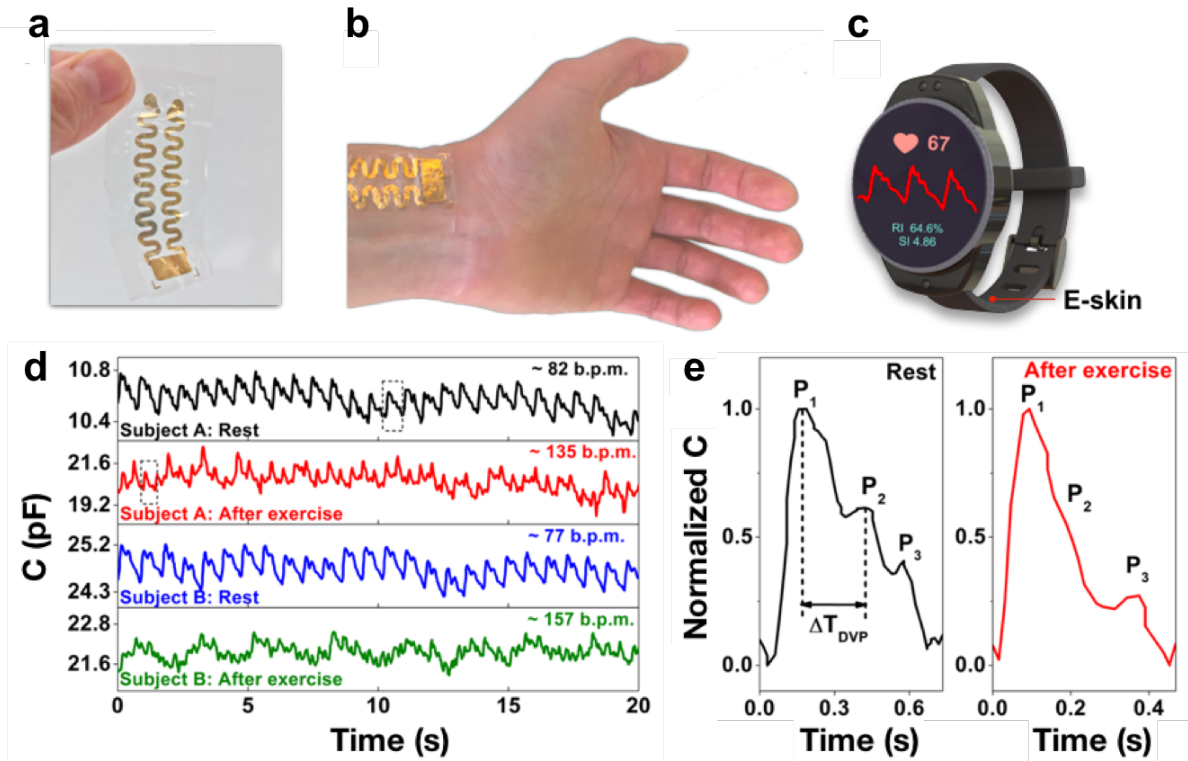 a
b
c
67
RI 64.6%
SI 4.86
E-skin
d
C (pF)
10.8
10.4
~ 82 b.p.m.
Subject A: Rest
21.6
19.2
~ 135 b.p.m.
Subject A: After exercise
25.2
24.3
~ 77 b.p.m.
Subject B: Rest
22.8
21.6
~ 157 b.p.m.
Subject B: After exercise
0 5 10 15 20
Time (s)
e
Normalized C
Rest
1.0
0.5
0.0
P1
P2
P3
ΔTDVP
0.0 0.6
Time (s)
After exercise
1.0
0.5
0.0
P1
P2
P3
0.0 0.2 0.4
Time (s)